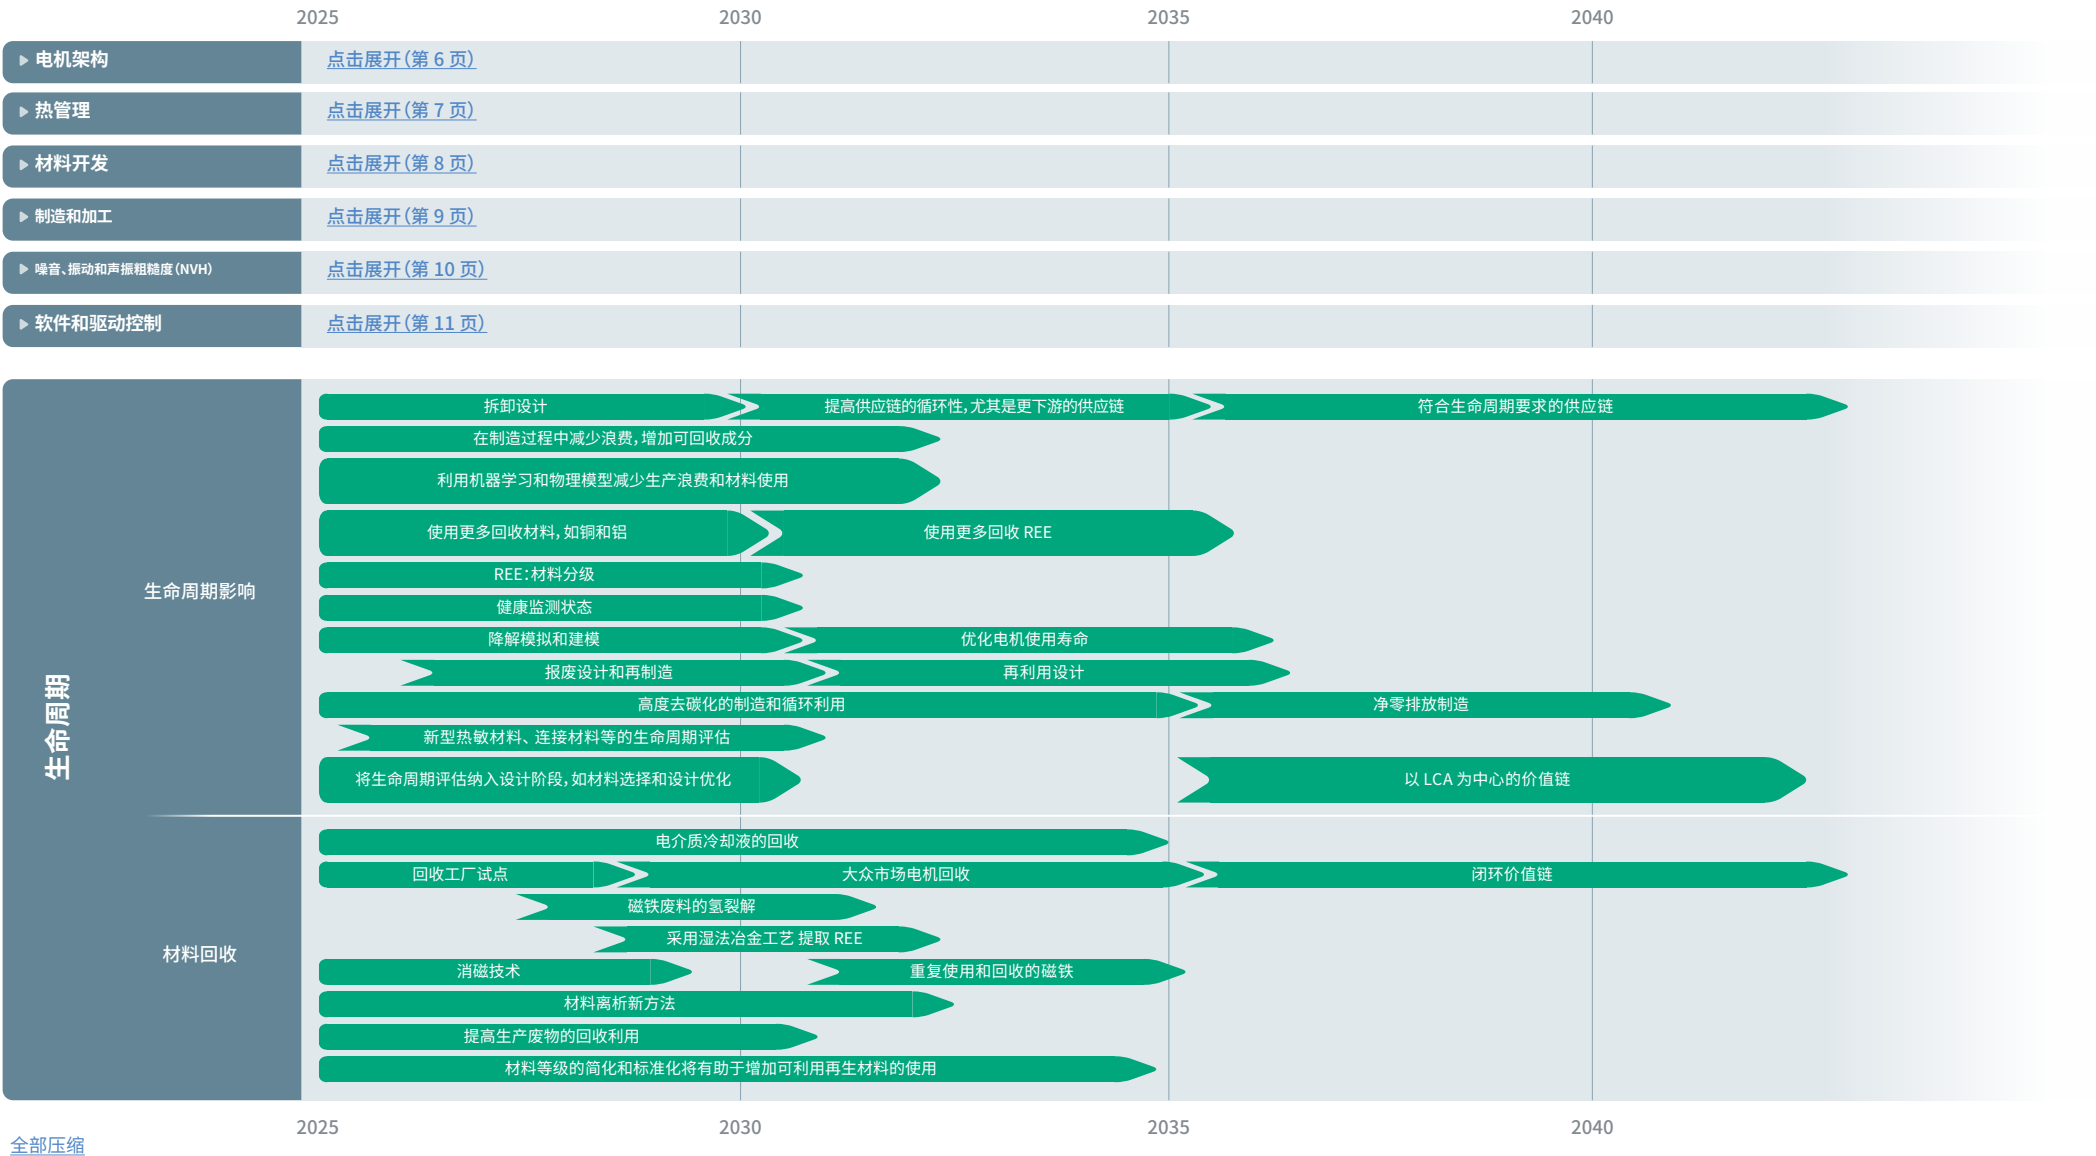 2025 2030 2035 2040
电机架构 点击展开（第 6 页）
热管理 点击展开（第 7 页）
材料开发 点击展开（第 8 页）
制造和加工 点击展开（第 9 页）
噪音、振动和声振粗糙度（NVH） 点击展开（第 10 页）
软件和驱动控制 点击展开（第 11 页）
生命周期
生命周期影响
拆卸设计 提高供应链的循环性，尤其是更下游的供应链 符合生命周期要求的供应链
在制造过程中减少浪费，增加可回收成分
利用机器学习和物理模型减少生产浪费和材料使用
使用更多回收材料，如铜和铝 使用更多回收 REE
REE：材料分级
健康监测状态
降解模拟和建模 优化电机使用寿命
报废设计和再制造 再利用设计
高度去碳化的制造和循环利用 净零排放制造
新型热敏材料、连接材料等的生命周期评估
将生命周期评估纳入设计阶段，如材料选择和设计优化 以 LCA 为中心的价值链
材料回收
电介质冷却液的回收
回收工厂试点 大众市场电机回收 闭环价值链
磁铁废料的氢裂解
采用湿法冶金工艺 提取 REE
消磁技术 重复使用和回收的磁铁
材料离析新方法
提高生产废物的回收利用
材料等级的简化和标准化将有助于增加可利用再生材料的使用
2025 2030 2035 2040
全部压缩